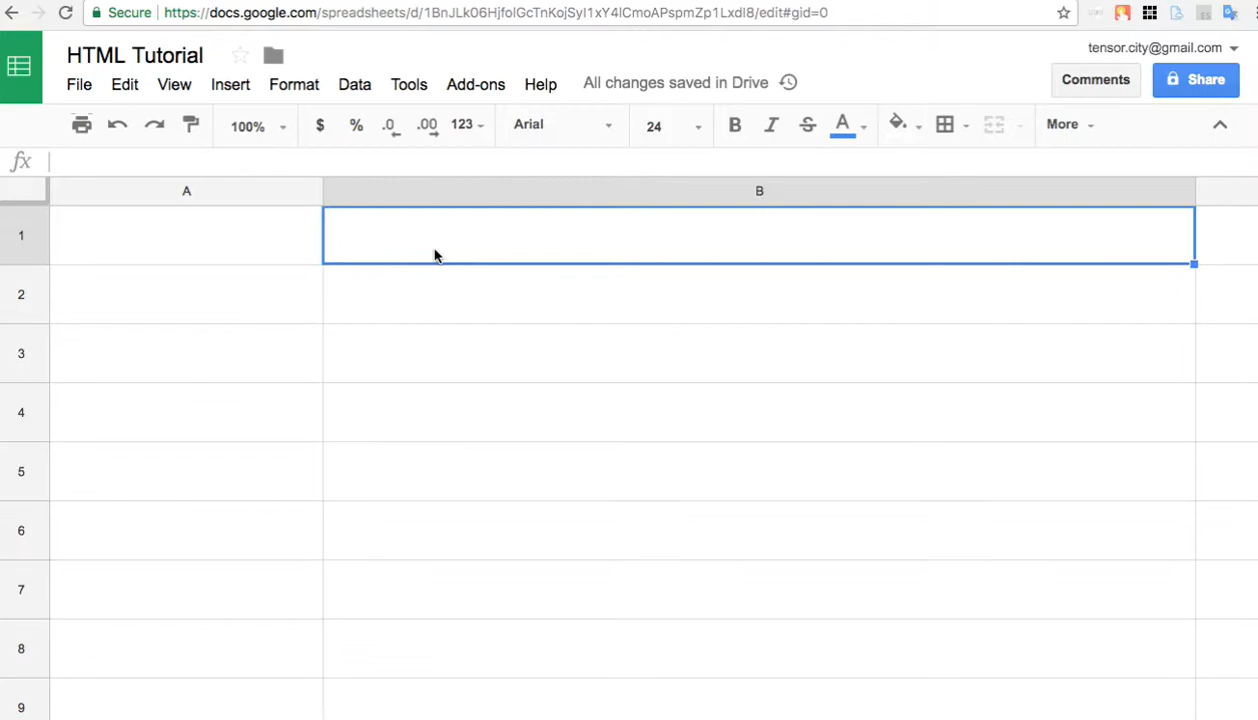 Secure https://docs.google.com/spreadsheets/d/1BnJLk06HjfolGcTnKojSyI1xY4lCmoAPspmZp1Lxdl8/edit#gid=0
HTML Tutorial
tensor.city@gmail.com
File Edit View Insert Format Data Tools Add-ons Help All changes saved in Drive
Comments Share
100% $ % .0 .00 123 Arial 24 B I S A More
fx
A B
1
2
3
4
5
6
7
8
9